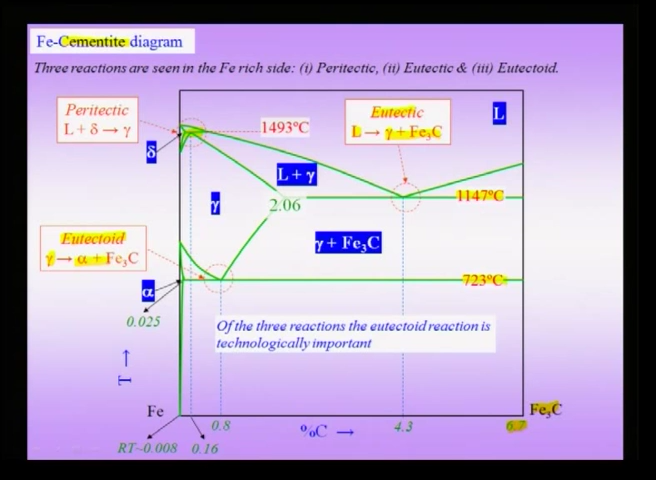 Fe-Cementite diagram
Three reactions are seen in the Fe rich side: (i) Peritectic, (ii) Eutectic & (iii) Eutectoid.
Peritectic
L + δ → γ
1493ºC
Eutectic
L → γ + Fe₃C
L
δ
L + γ
γ
2.06
1147ºC
Eutectoid
γ → α + Fe₃C
γ + Fe₃C
723ºC
α
0.025
Of the three reactions the eutectoid reaction is
technologically important
T →
Fe
Fe₃C
0.8
%C →
4.3
6.7
RT~0.008
0.16